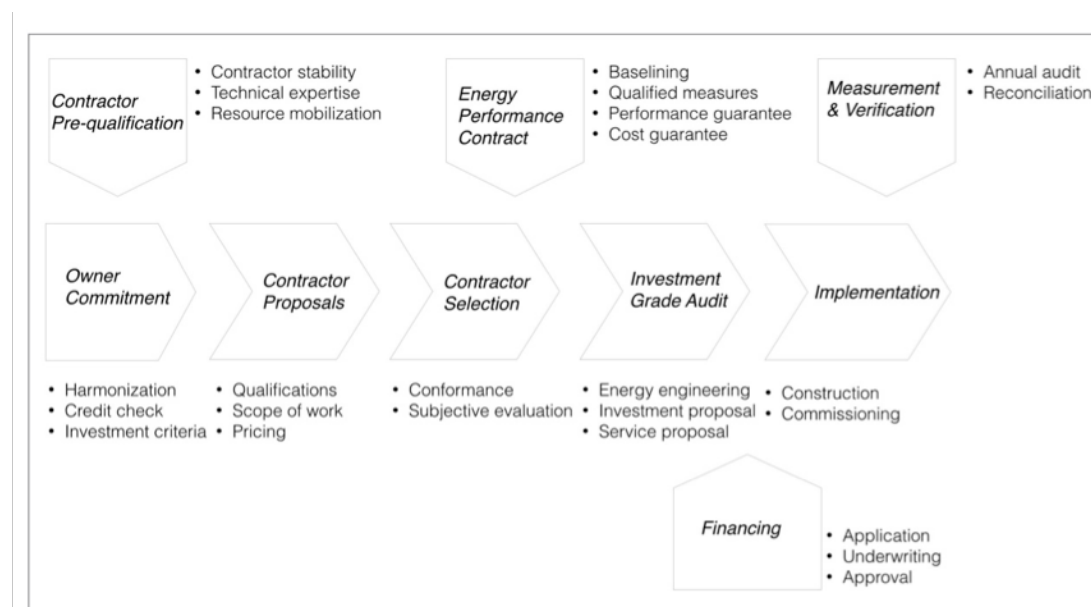 Contractor
Pre-qualification
• Contractor stability
• Technical expertise
• Resource mobilization
Energy
Performance
Contract
• Baselining
• Qualified measures
• Performance guarantee
• Cost guarantee
Measurement
& Verification
• Annual audit
• Reconciliation
Owner
Commitment
Contractor
Proposals
Contractor
Selection
Investment
Grade Audit
Implementation
• Harmonization
• Credit check
• Investment criteria
• Qualifications
• Scope of work
• Pricing
• Conformance
• Subjective evaluation
• Energy engineering
• Investment proposal
• Service proposal
• Construction
• Commissioning
Financing
• Application
• Underwriting
• Approval